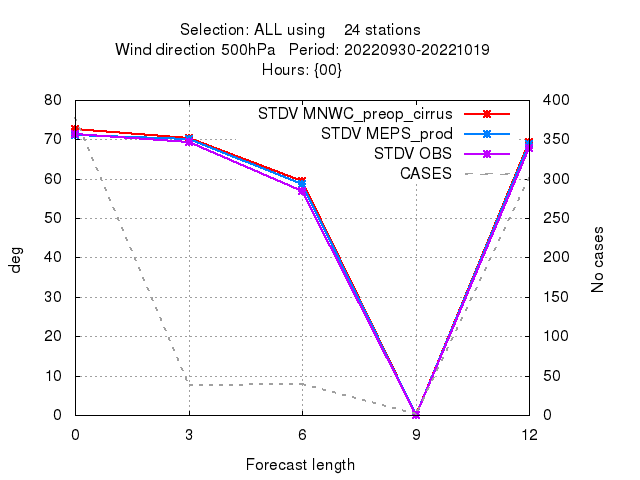 Selection: ALL using    24 stations
Wind direction 500hPa   Period: 20220930-20221019
Hours: {00}
STDV MNWC_preop_cirrus
STDV MEPS_prod
STDV OBS
CASES
deg
80
70
60
50
40
30
20
10
0
400
350
300
250
200
150
100
50
0
No cases
0 3 6 9 12
Forecast length